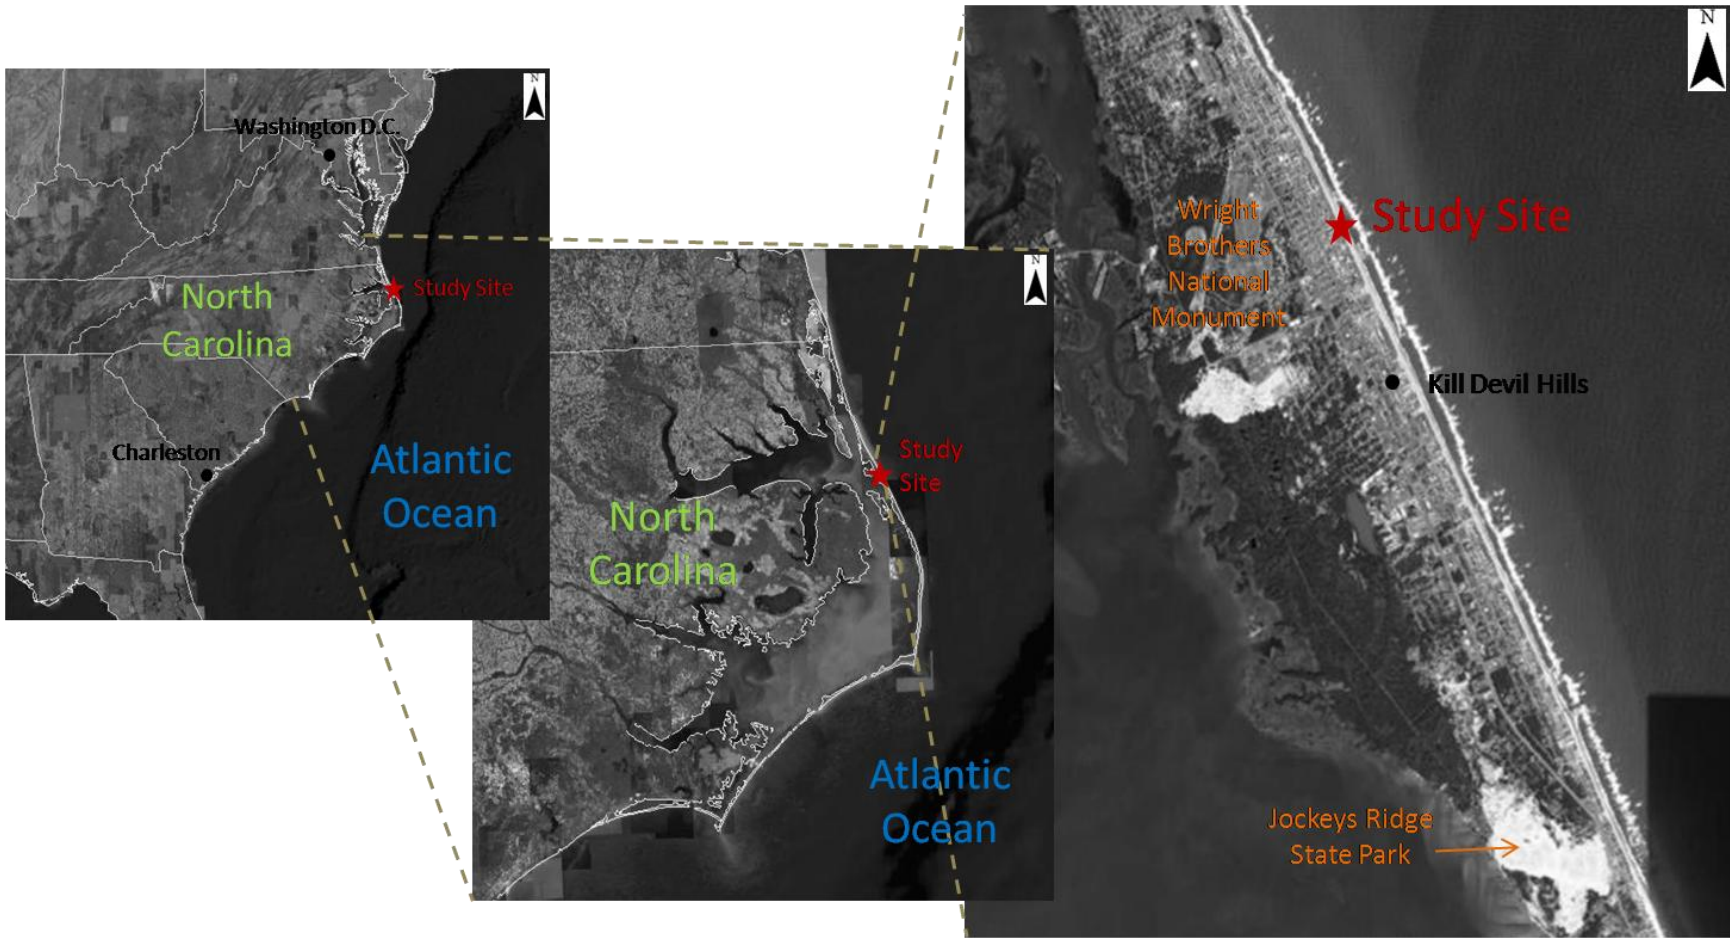 N
Washington D.C.
Study Site
North
Carolina
Charleston
Atlantic
Ocean
N
Study
Site
North
Carolina
Atlantic
Ocean
N
Study Site
Wright
Brothers
National
Monument
Kill Devil Hills
Jockeys Ridge
State Park